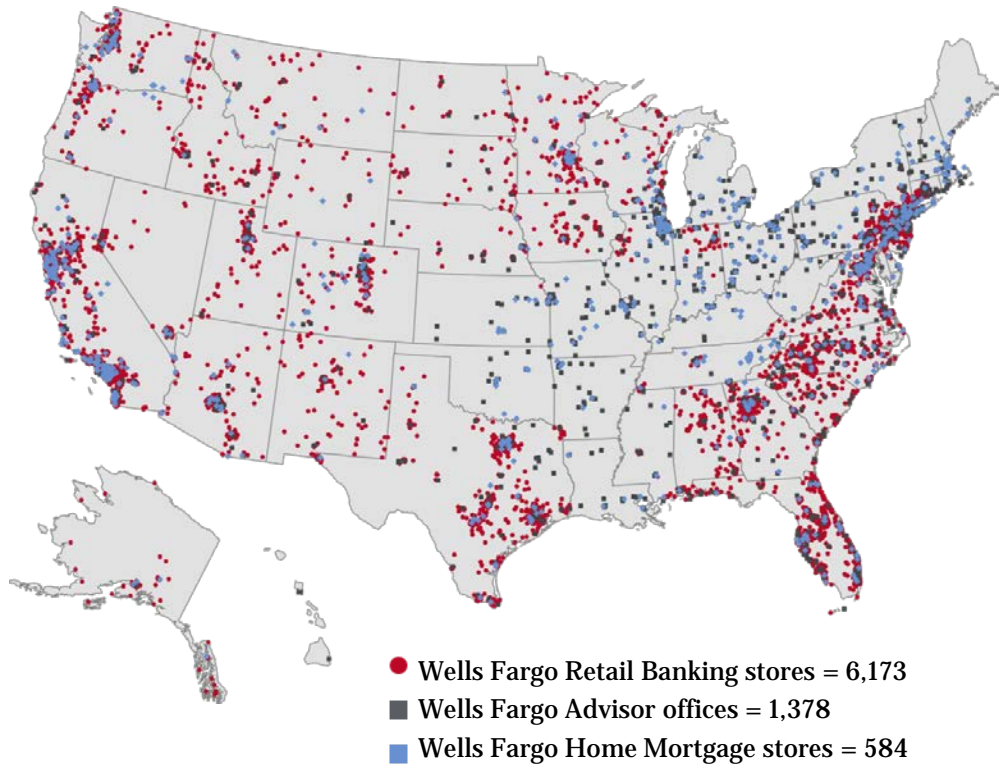 Wells Fargo Retail Banking stores = 6,173
Wells Fargo Advisor offices = 1,378
Wells Fargo Home Mortgage stores = 584